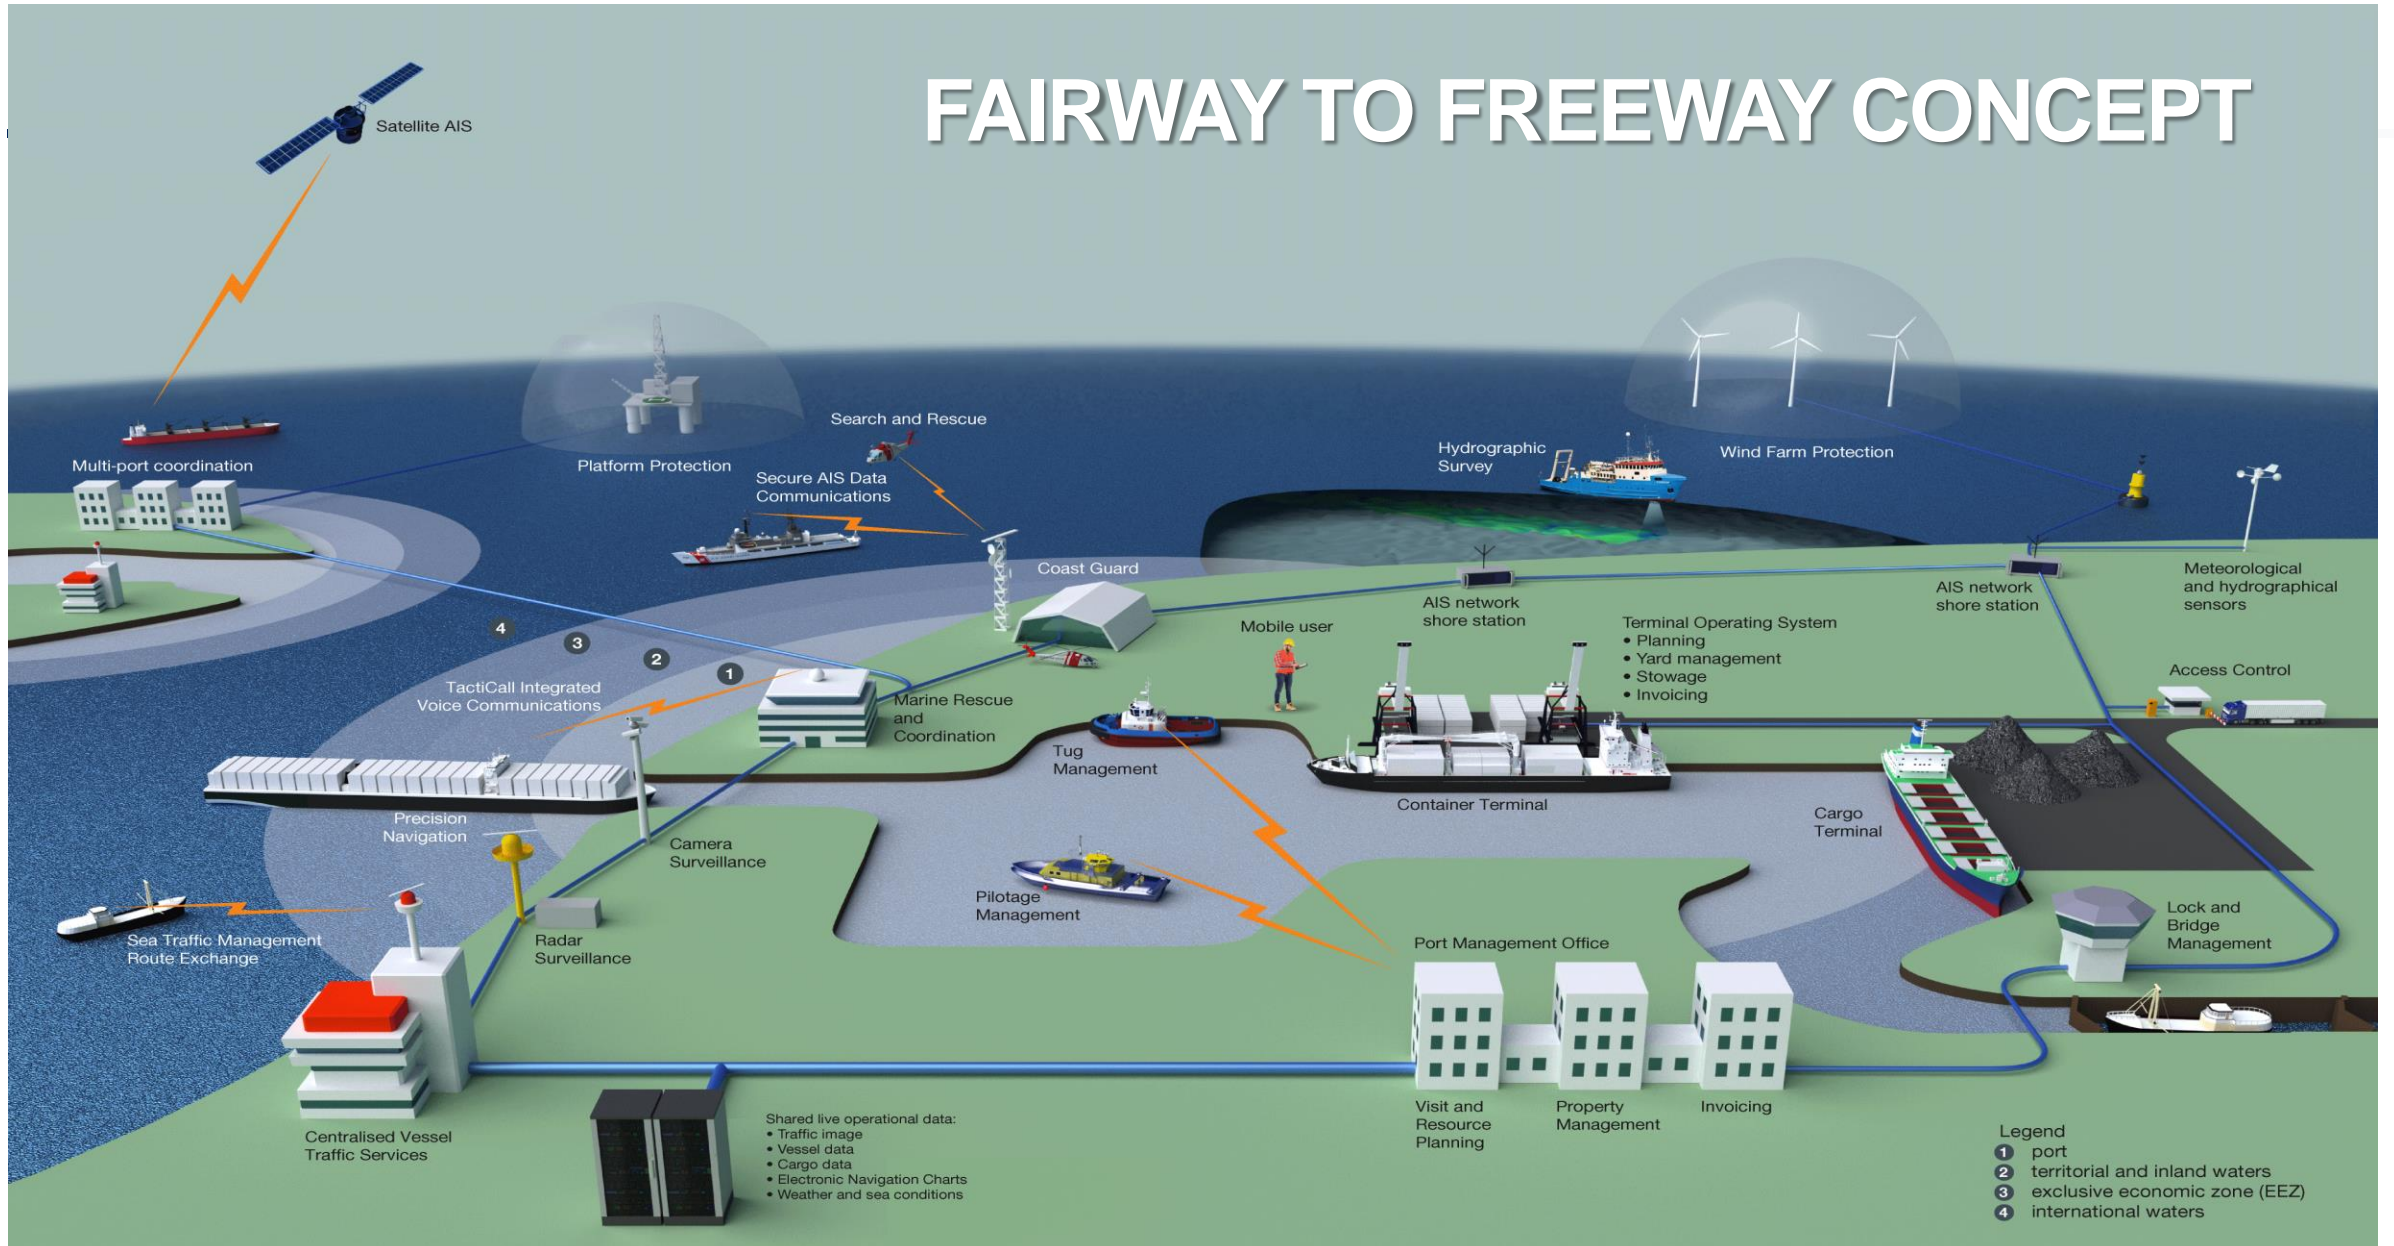 FAIRWAY TO FREEWAY CONCEPT
Satellite AIS
Search and Rescue
Multi-port coordination
Platform Protection
Secure AIS Data
Communications
Hydrographic
Survey
Wind Farm Protection
Coast Guard
AIS network
shore station
AIS network
shore station
Meteorological
and hydrographical
sensors
Mobile user
Terminal Operating System
• Planning
• Yard management
• Stowage
• Invoicing
Access Control
4
3
2
1
TactiCall Integrated
Voice Communications
Marine Rescue
and
Coordination
Tug
Management
Container Terminal
Cargo
Terminal
Precision
Navigation
Camera
Surveillance
Pilotage
Management
Sea Traffic Management
Route Exchange
Radar
Surveillance
Port Management Office
Lock and
Bridge
Management
Centralised Vessel
Traffic Services
Shared live operational data:
• Traffic image
• Vessel data
• Cargo data
• Electronic Navigation Charts
• Weather and sea conditions
Visit and
Resource
Planning
Property
Management
Invoicing
Legend
1 port
2 territorial and inland waters
3 exclusive economic zone (EEZ)
4 international waters